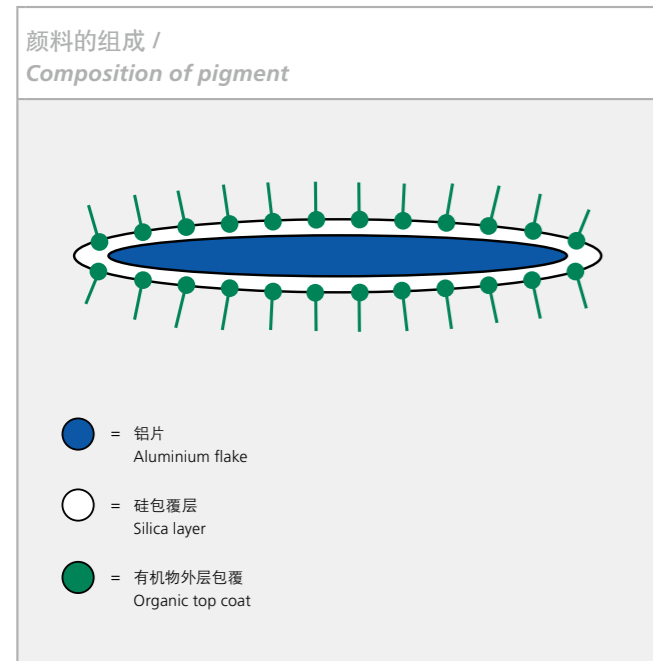 颜料的组成 /
Composition of pigment
= 铝片
Aluminium flake
= 硅包覆层
Silica layer
= 有机物外层包覆
Organic top coat